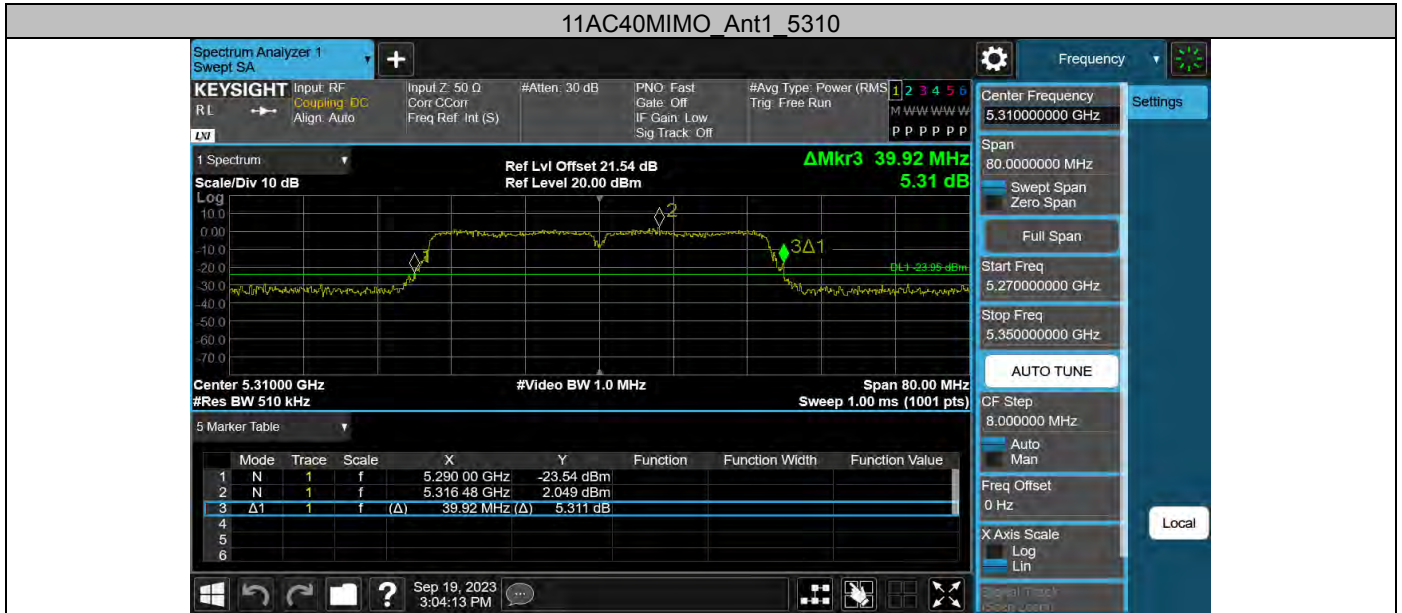 11AC40MIMO_Ant1_5310
Spectrum Analyzer 1
Swept SA
Frequency
KEYSIGHT
RL
LXI
Input: RF
Coupling: DC
Align: Auto
Input Z: 50 Ω
Corr CCorr
Freq Ref: Int (S)
#Atten: 30 dB
PNO: Fast
Gate: Off
IF Gain: Low
Sig Track: Off
#Avg Type: Power (RMS
Trig: Free Run
1 2 3 4 5 6
M W W W W W
P P P P P P
1 Spectrum
Scale/Div 10 dB
Ref Lvl Offset 21.54 dB
Ref Level 20.00 dBm
ΔMkr3 39.92 MHz
5.31 dB
Log
10.0
0.00
-10.0
-20.0
-30.0
-40.0
-50.0
-60.0
-70.0
2
3Δ1
DL1 -23.95 dBm
Center 5.31000 GHz
#Res BW 510 kHz
#Video BW 1.0 MHz
Span 80.00 MHz
Sweep 1.00 ms (1001 pts)
5 Marker Table
Mode Trace Scale X Y Function Function Width Function Value
1 N 1 f 5.290 00 GHz -23.54 dBm
2 N 1 f 5.316 48 GHz 2.049 dBm
3 Δ1 1 f (Δ) 39.92 MHz (Δ) 5.311 dB
4
5
6
Sep 19, 2023
3:04:13 PM
Center Frequency
5.310000000 GHz
Settings
Span
80.0000000 MHz
Swept Span
Zero Span
Full Span
Start Freq
5.270000000 GHz
Stop Freq
5.350000000 GHz
AUTO TUNE
CF Step
8.000000 MHz
Auto
Man
Freq Offset
0 Hz
X Axis Scale
Log
Lin
Local
Signal Track
(Span Zoom)